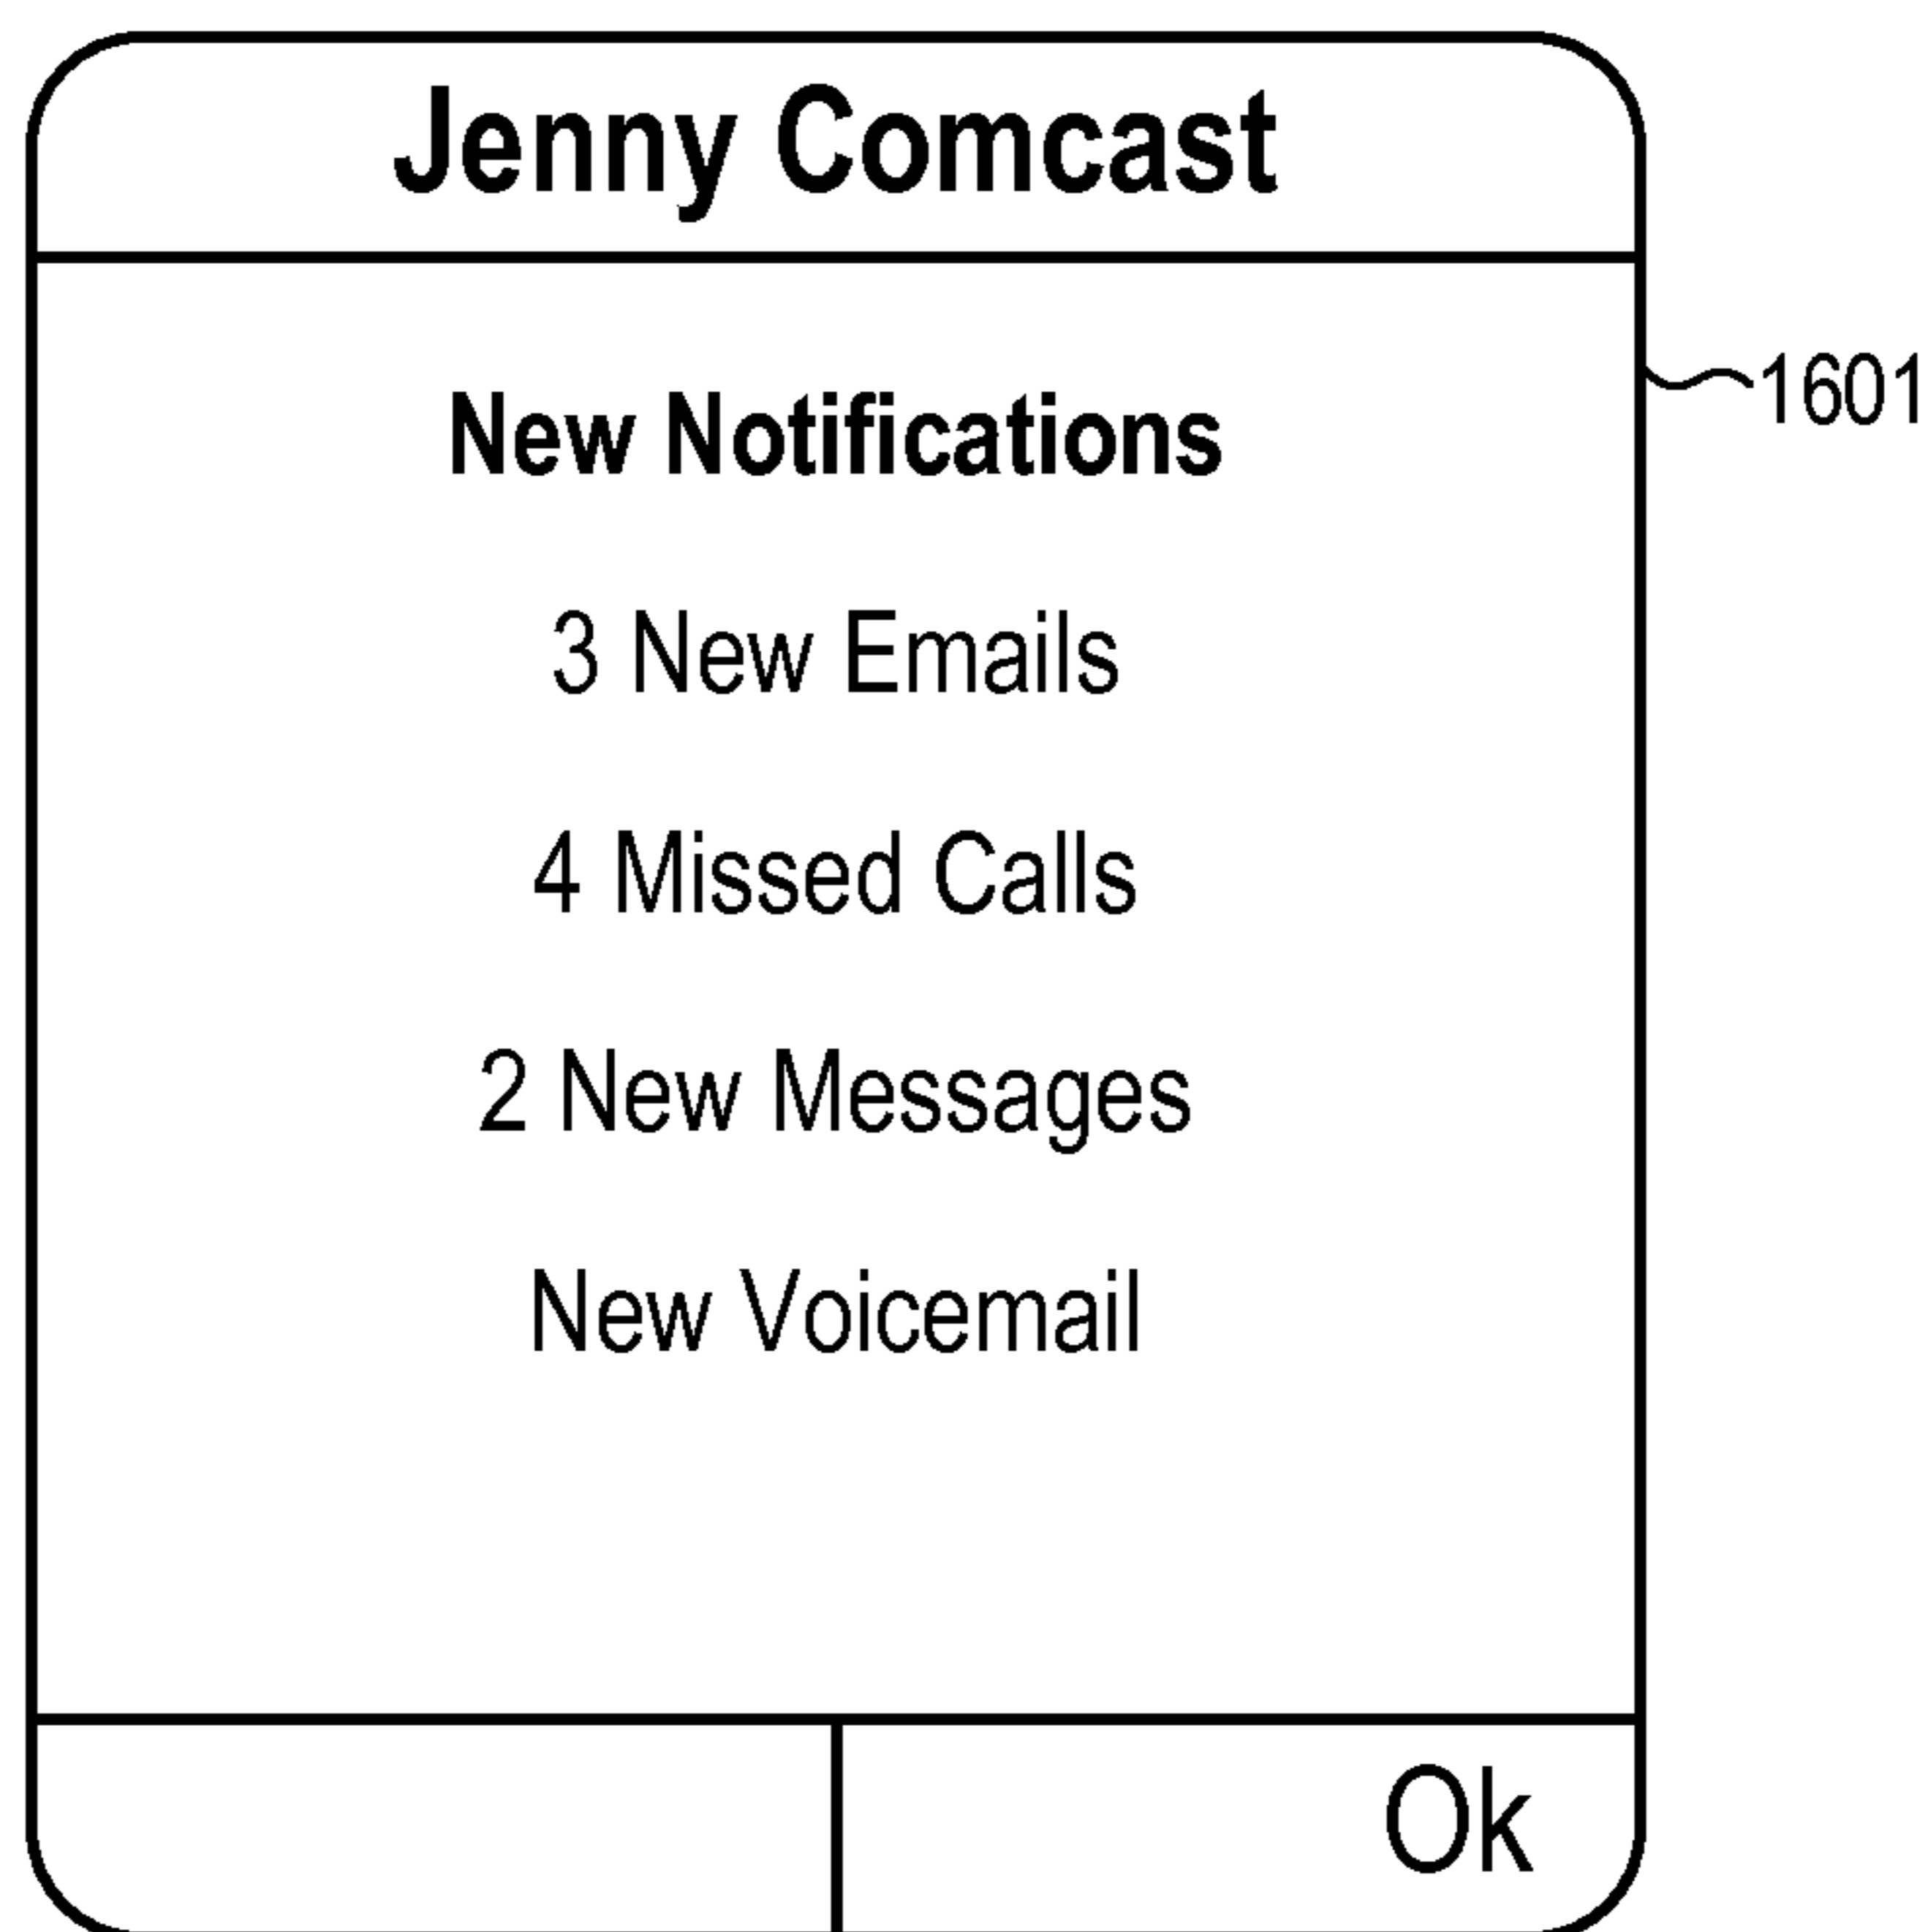 Jenny Comcast
1601
New Notifications
3 New Emails
4 Missed Calls
2 New Messages
New Voicemail
Ok